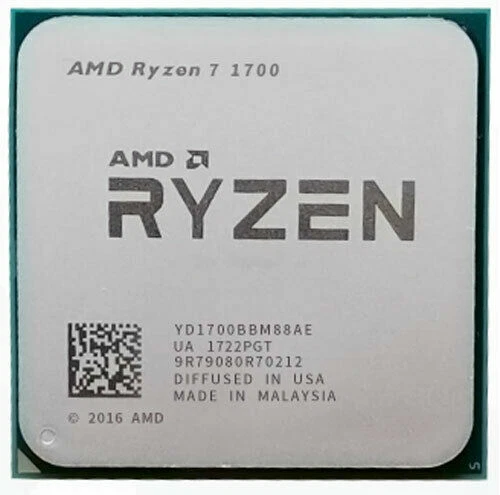 AMD Ryzen 7 1700
AMD
RYZEN
YD1700BBM88AE
UA 1722PGT
9R79080R70212
DIFFUSED IN USA
MADE IN MALAYSIA
© 2016 AMD